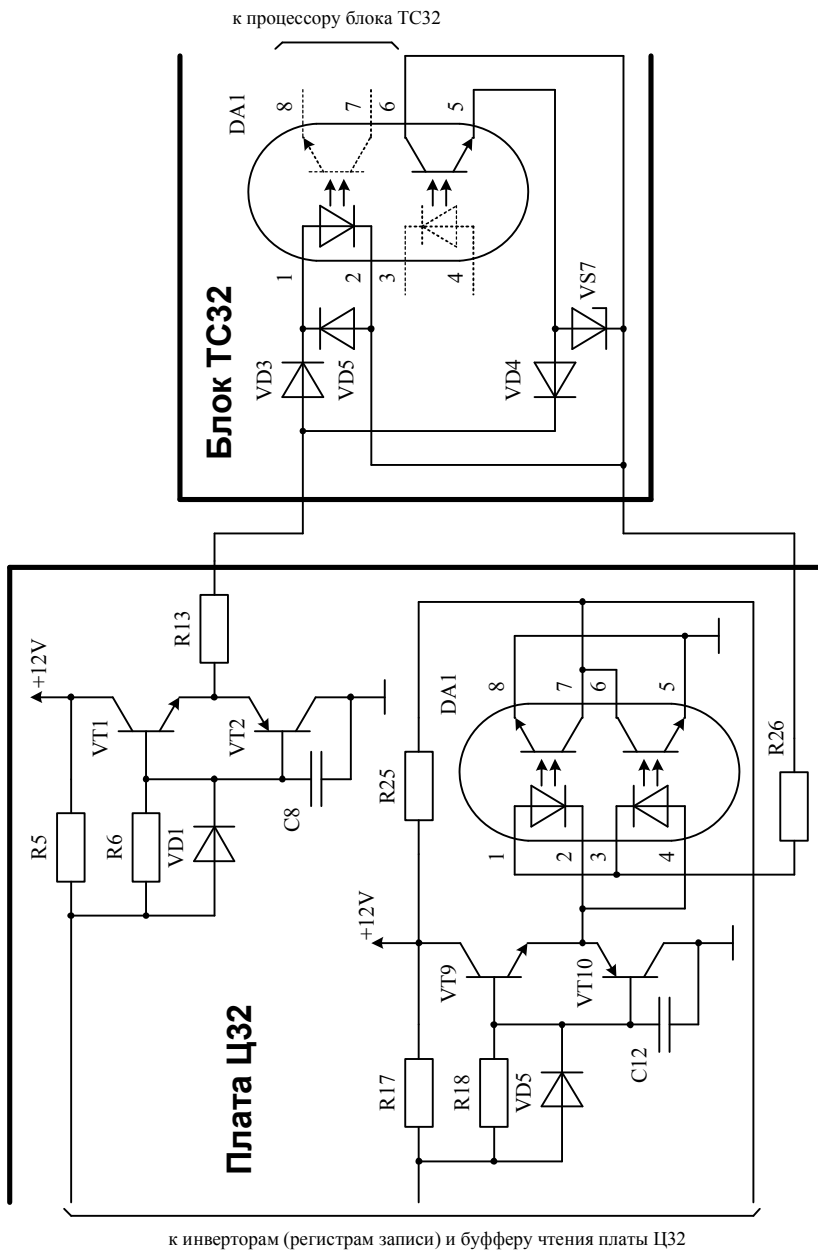 к процессору блока ТС32
Блок ТС32
DA1
8
7
6
5
1
2
3
4
VD3
VD5
VD4
VS7
Плата Ц32
+12V
R13
VT1
VT2
R5
R6
VD1
C8
DA1
8
7
6
5
1
2
3
4
R25
R26
+12V
VT9
VT10
R17
R18
VD5
C12
к инверторам (регистрам записи) и буфферу чтения платы Ц32